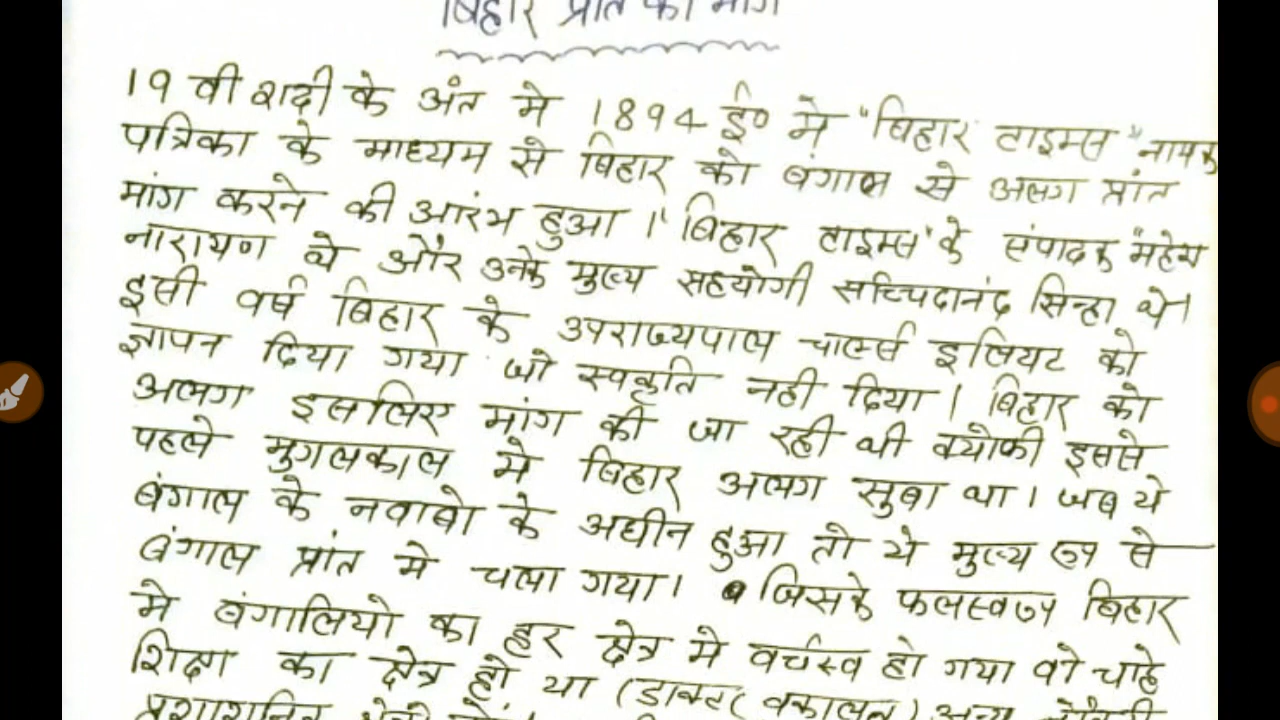 बिहार प्रांत की मांग
19 वी शदी के अंत मे 1894 ई० मे "बिहार टाइम्स" नामक
पत्रिका के माध्यम से बिहार को बंगाल से अलग प्रांत
मांग करने की आरंभ हुआ ।" बिहार टाइम्स" के संपादक "महेश
नारायण थे और उनके मुख्य सहयोगी सच्चिदानंद सिन्हा थे।
इसी वर्ष बिहार के उपराज्यपाल चार्ल्स इलियट को
ज्ञापन दिया गया जो स्वकृति नही दिया । बिहार को
अलग इसलिए मांग की जा रही थी क्योकी इससे
पहले मुगलकाल मे बिहार अलग सुबा था। जब ये
बंगाल के नवाबो के अधीन हुआ तो ये मुख्य रुप से
बंगाल प्रांत मे चला गया। जिसके फलस्वरुप बिहार
मे बंगालियो का हर क्षेत्र मे वर्चस्व हो गया वो चाहे
शिक्षा का क्षेत्र हो या (डाक्टर वकालत) अन्य